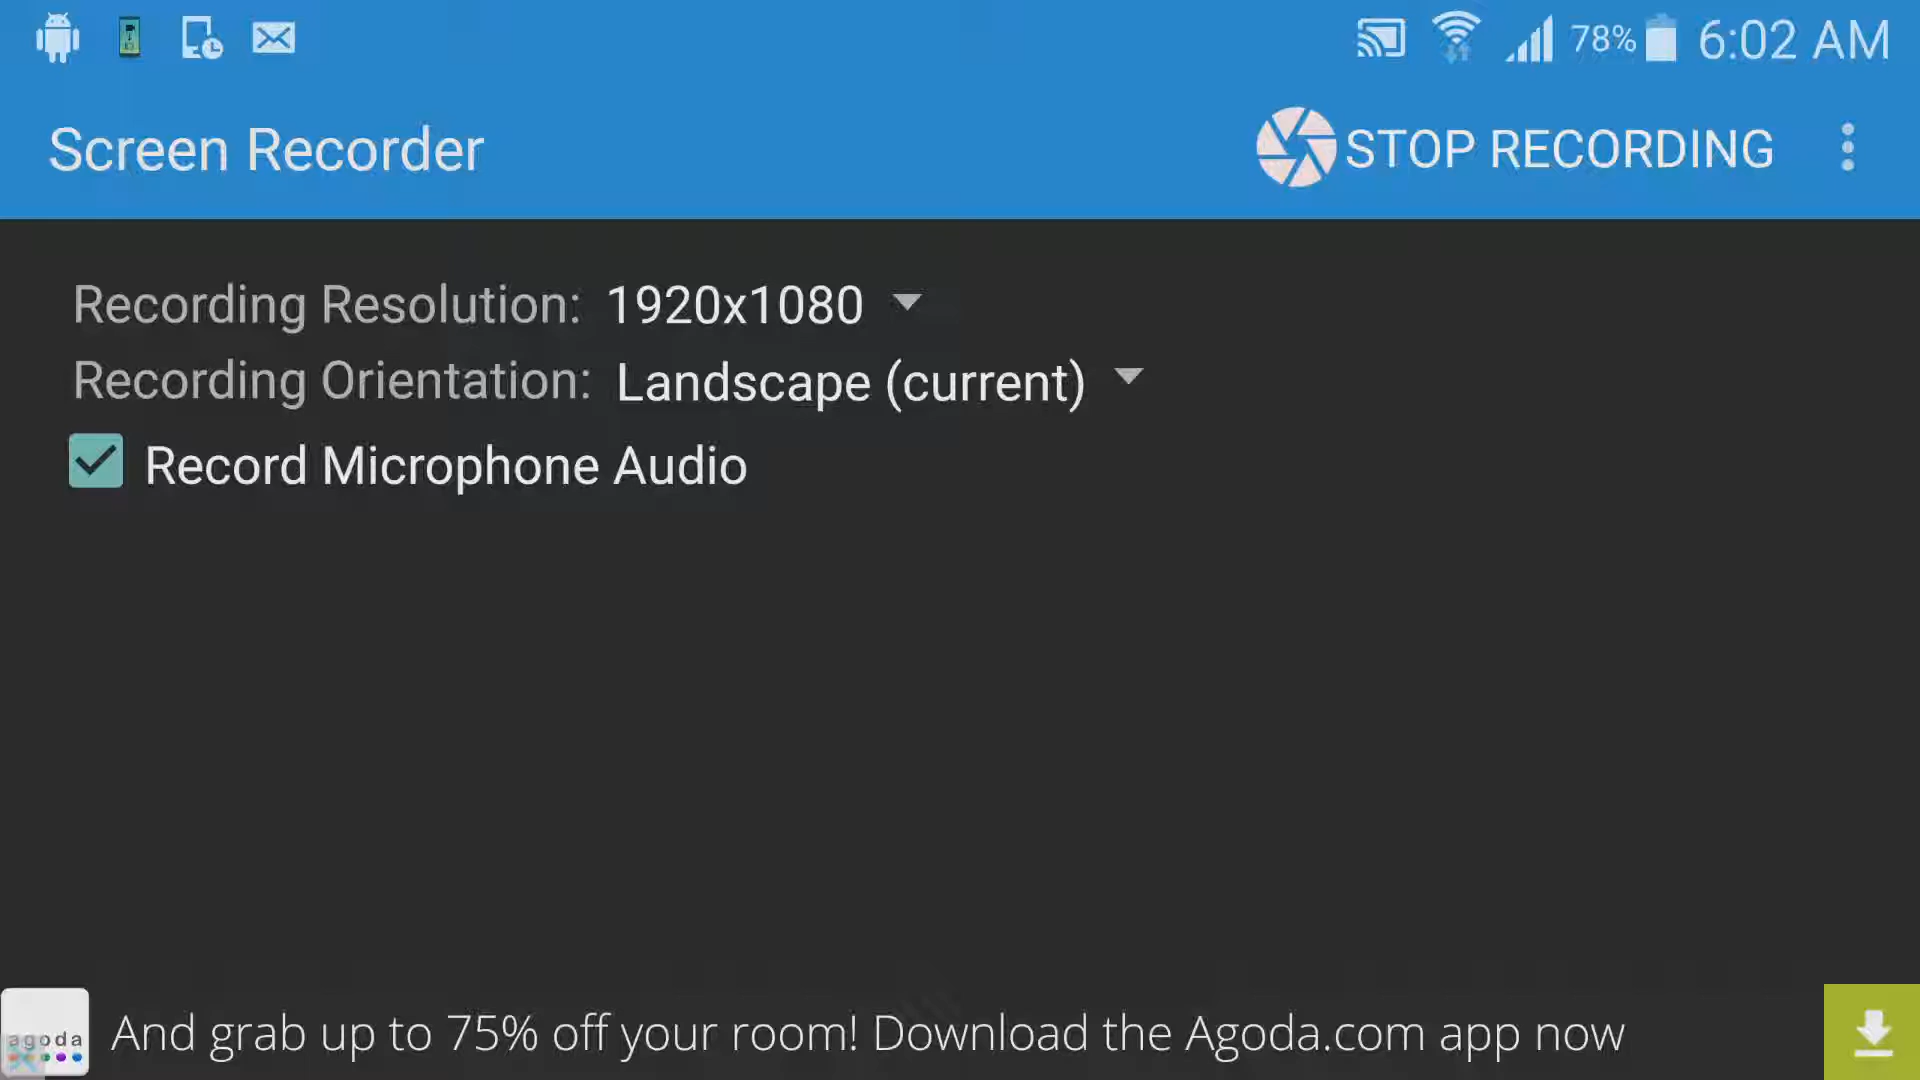 78% 6:02 AM
Screen Recorder
STOP RECORDING
Recording Resolution: 1920x1080
Recording Orientation: Landscape (current)
Record Microphone Audio
agoda
And grab up to 75% off your room! Download the Agoda.com app now